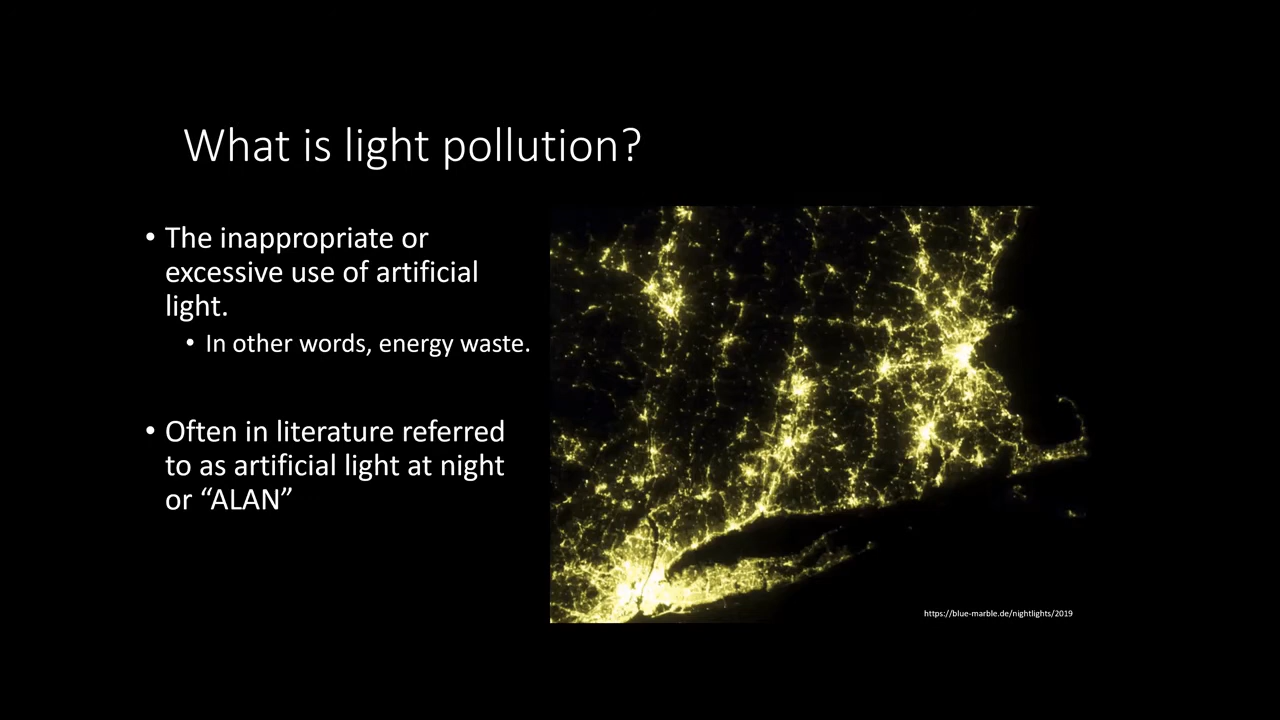 What is light pollution?
• The inappropriate or
excessive use of artificial
light.
• In other words, energy waste.
• Often in literature referred
to as artificial light at night
or “ALAN”
https://blue-marble.de/nightlights/2019